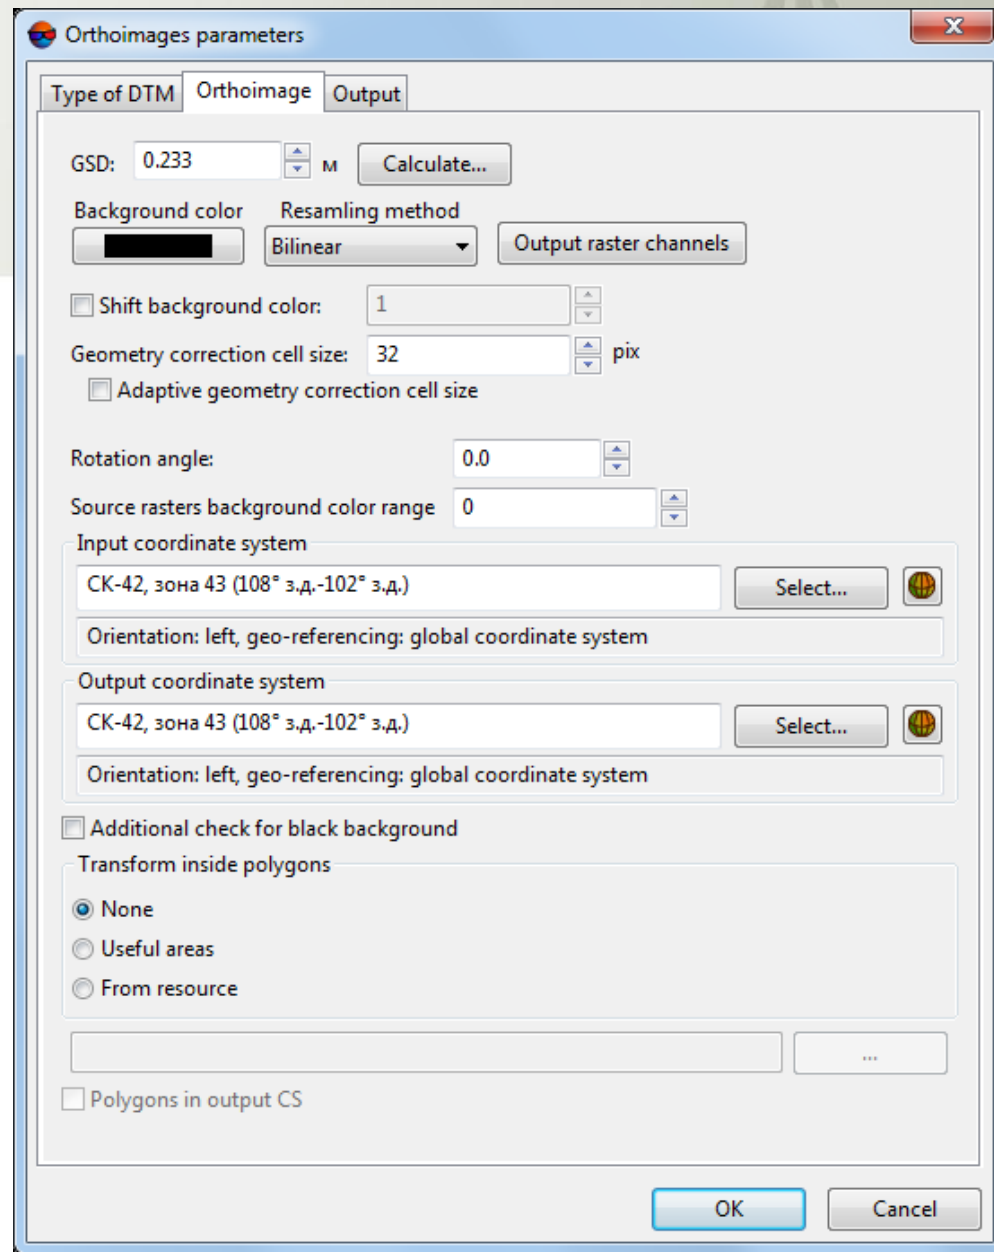 Orthoimages parameters
Type of DTM Orthoimage Output
GSD: 0.233 м Calculate...
Background color Resamling method
Bilinear Output raster channels
Shift background color: 1
Geometry correction cell size: 32 pix
Adaptive geometry correction cell size
Rotation angle: 0.0
Source rasters background color range 0
Input coordinate system
СК-42, зона 43 (108° з.д.-102° з.д.) Select...
Orientation: left, geo-referencing: global coordinate system
Output coordinate system
СК-42, зона 43 (108° з.д.-102° з.д.) Select...
Orientation: left, geo-referencing: global coordinate system
Additional check for black background
Transform inside polygons
None
Useful areas
From resource
...
Polygons in output CS
OK Cancel